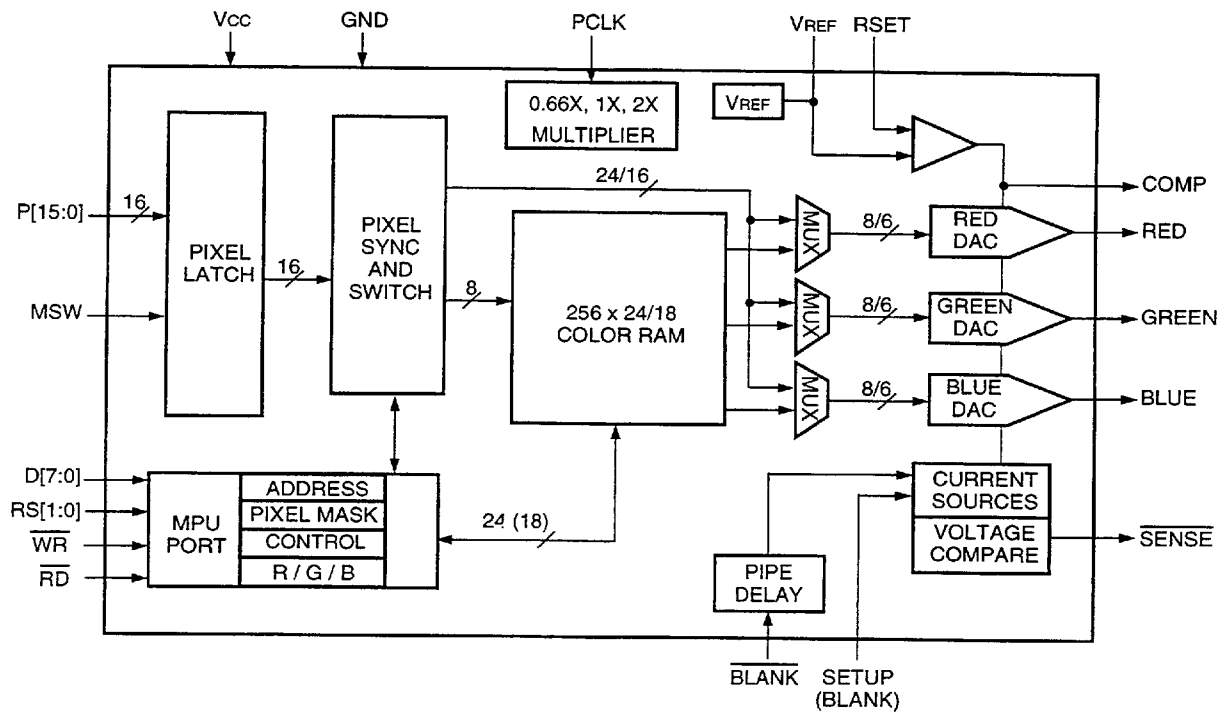 VCC
GND
PCLK
VREF
RSET
0.66X, 1X, 2X
MULTIPLIER
VREF
24/16
COMP
P[15:0]
16
PIXEL
LATCH
16
PIXEL
SYNC
AND
SWITCH
8
256 x 24/18
COLOR RAM
MUX
8/6
RED
DAC
RED
MSW
MUX
8/6
GREEN
DAC
GREEN
MUX
8/6
BLUE
DAC
BLUE
D[7:0]
RS[1:0]
WR
RD
MPU
PORT
ADDRESS
PIXEL MASK
CONTROL
R / G / B
24 (18)
CURRENT
SOURCES
VOLTAGE
COMPARE
SENSE
PIPE
DELAY
BLANK
SETUP
(BLANK)